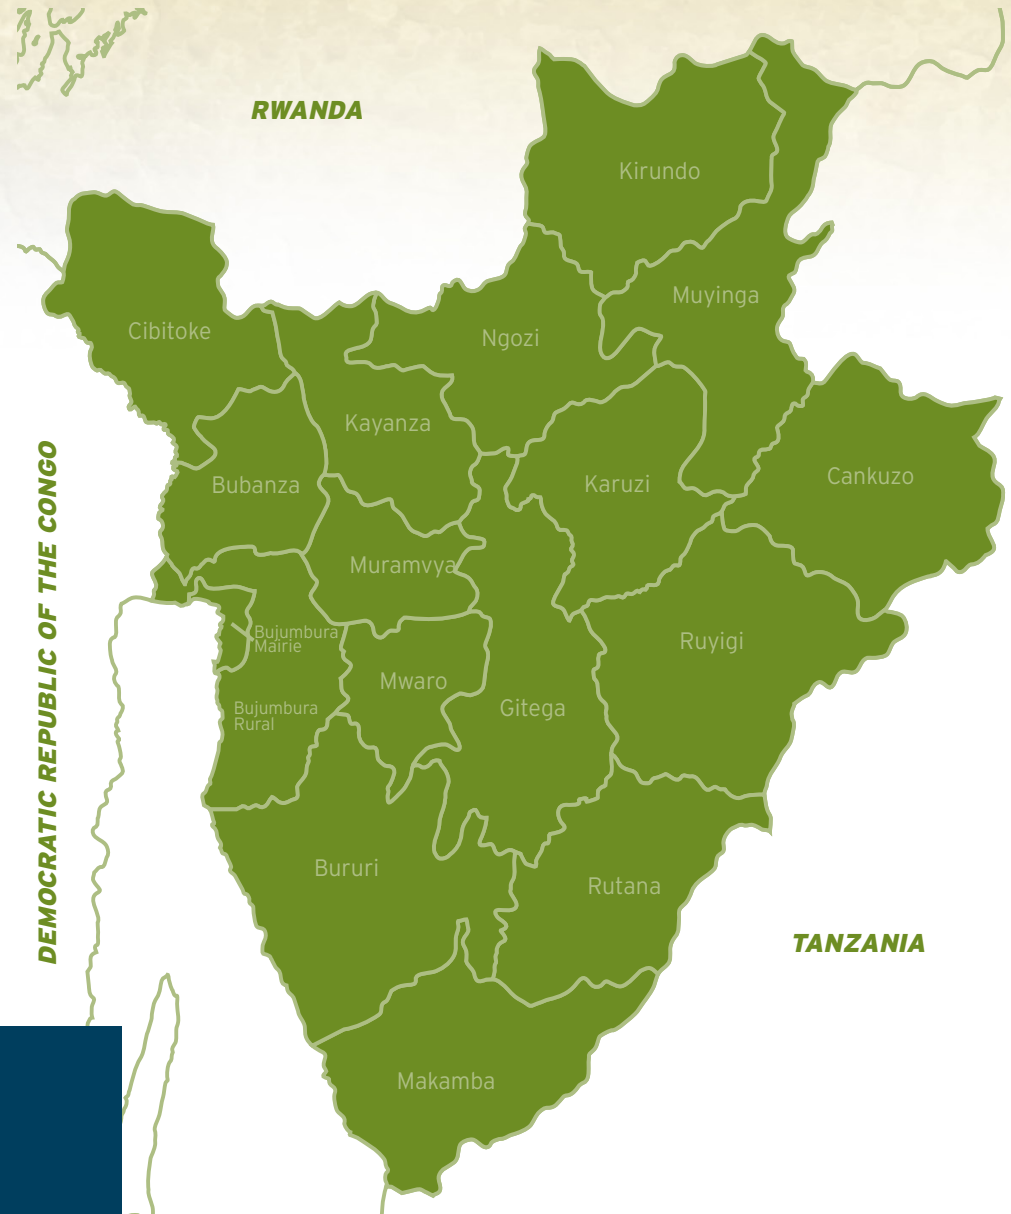 RWANDA
Kirundo
Muyinga
Cibitoke
Ngozi
Kayanza
Cankuzo
Bubanza
Karuzi
Muramvya
Bujumbura
Mairie
Ruyigi
Mwaro
Gitega
Bujumbura
Rural
DEMOCRATIC REPUBLIC OF THE CONGO
Bururi
Rutana
TANZANIA
Makamba